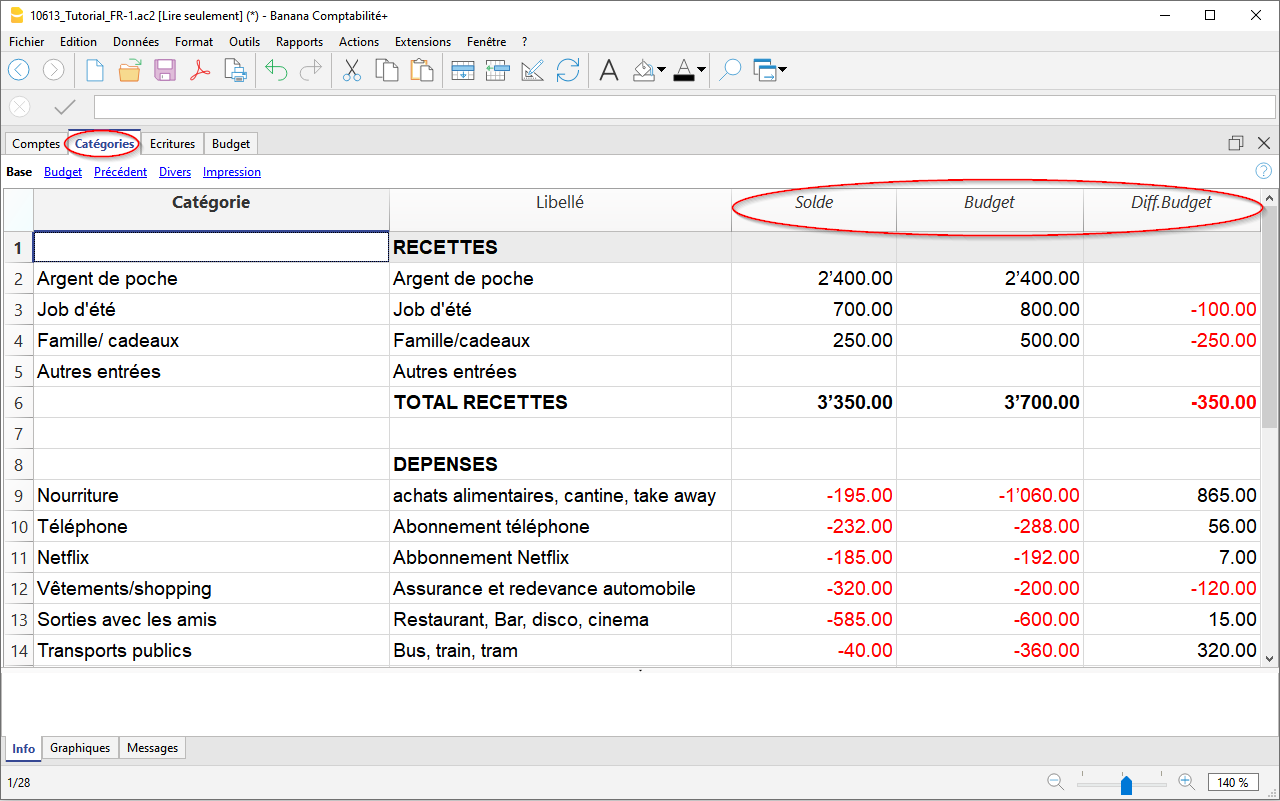 10613_Tutorial_FR-1.ac2 [Lire seulement] (*) - Banana Comptabilité+
Fichier Edition Données Format Outils Rapports Actions Extensions Fenêtre ?
Comptes Catégories Ecritures Budget
Base Budget Précédent Divers Impression
Catégorie Libellé Solde Budget Diff.Budget
1 RECETTES
2 Argent de poche Argent de poche 2’400.00 2’400.00
3 Job d'été Job d'été 700.00 800.00 -100.00
4 Famille/ cadeaux Famille/cadeaux 250.00 500.00 -250.00
5 Autres entrées Autres entrées
6 TOTAL RECETTES 3’350.00 3’700.00 -350.00
7
8 DEPENSES
9 Nourriture achats alimentaires, cantine, take away -195.00 -1’060.00 865.00
10 Téléphone Abonnement téléphone -232.00 -288.00 56.00
11 Netflix Abbonnement Netflix -185.00 -192.00 7.00
12 Vêtements/shopping Assurance et redevance automobile -320.00 -200.00 -120.00
13 Sorties avec les amis Restaurant, Bar, disco, cinema -585.00 -600.00 15.00
14 Transports publics Bus, train, tram -40.00 -360.00 320.00
Info Graphiques Messages
1/28 140 %